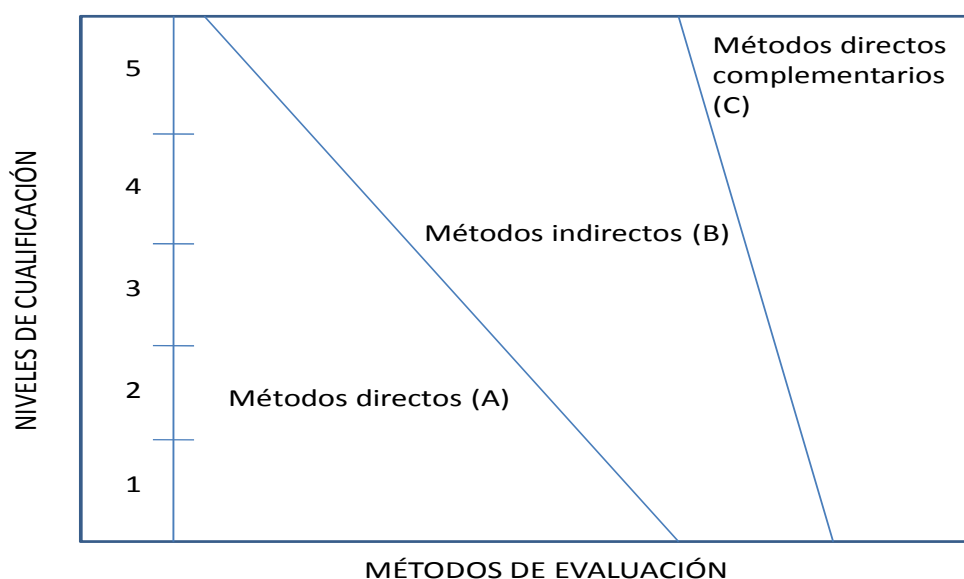 Métodos directos
complementarios
(C)
5
4
Métodos indirectos (B)
3
2
Métodos directos (A)
1
NIVELES DE CUALIFICACIÓN
MÉTODOS DE EVALUACIÓN